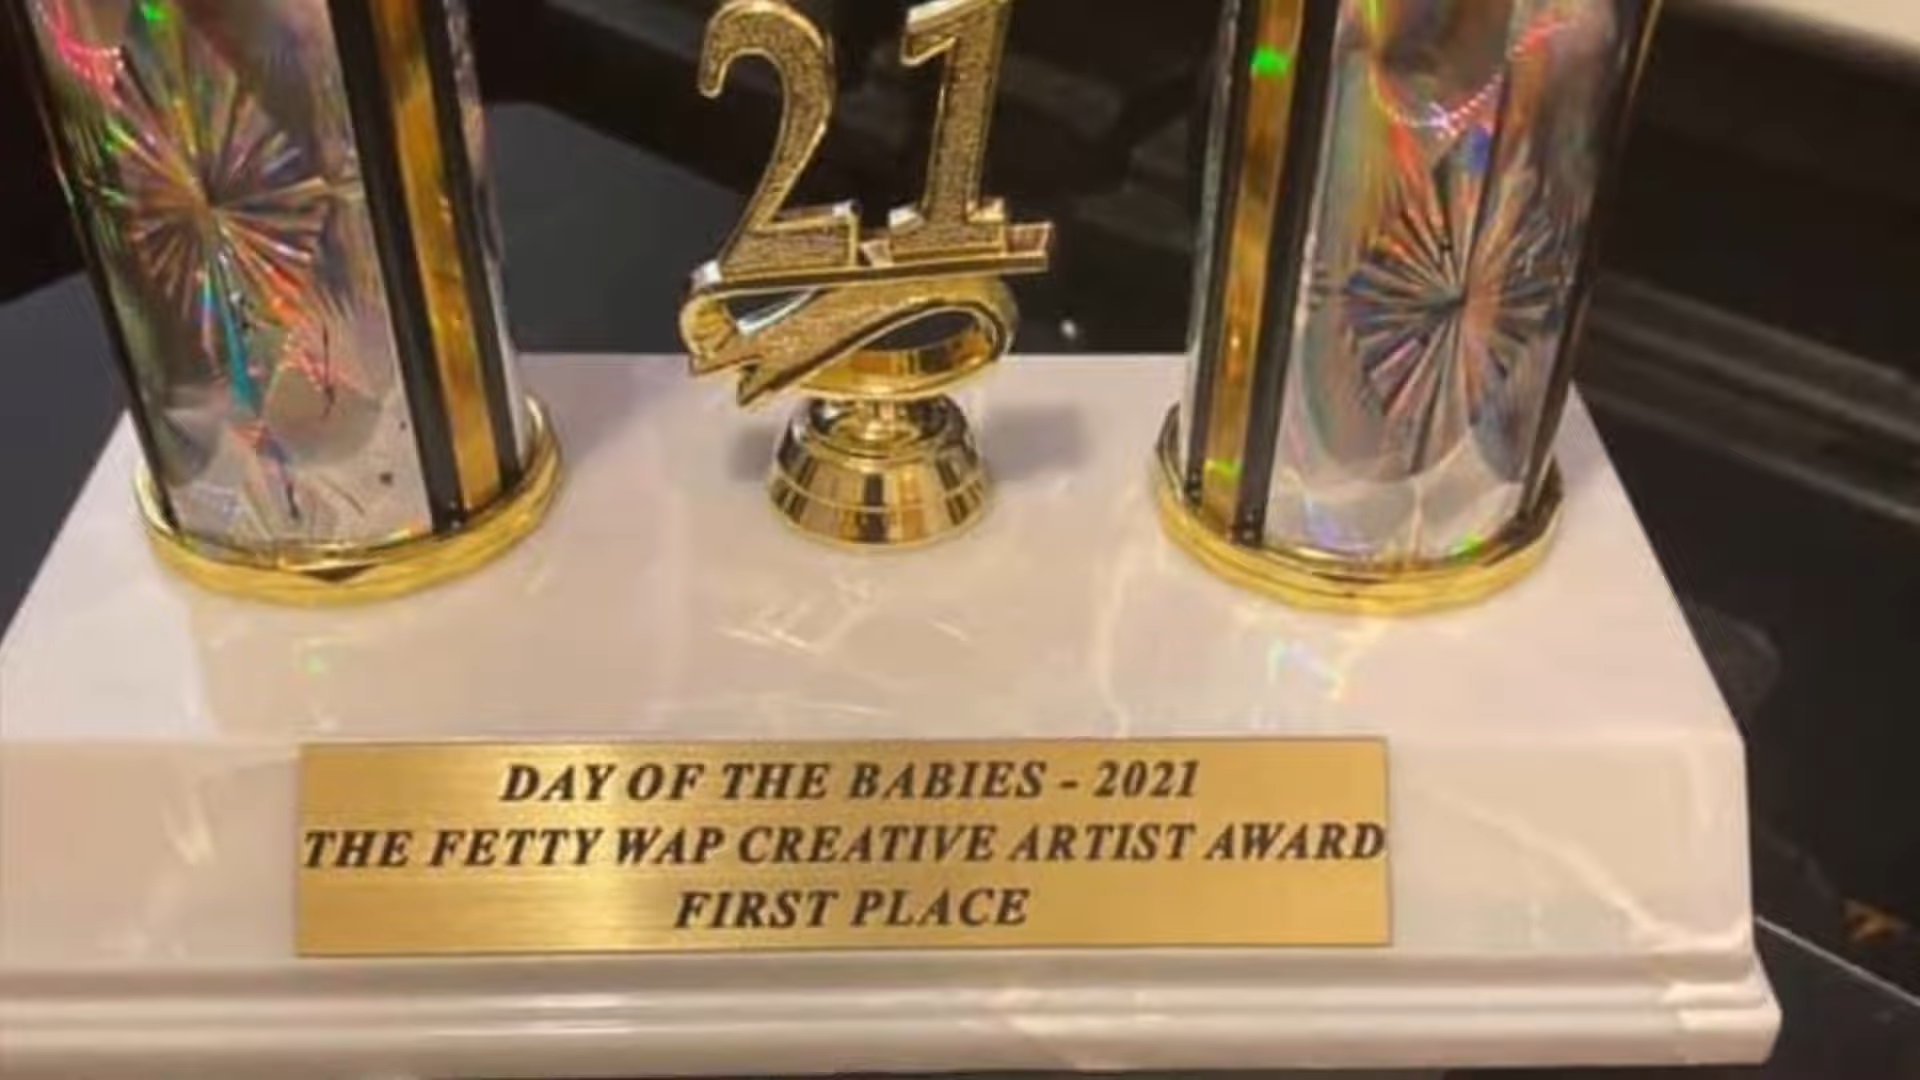 21
DAY OF THE BABIES - 2021
THE FETTY WAP CREATIVE ARTIST AWARD
FIRST PLACE